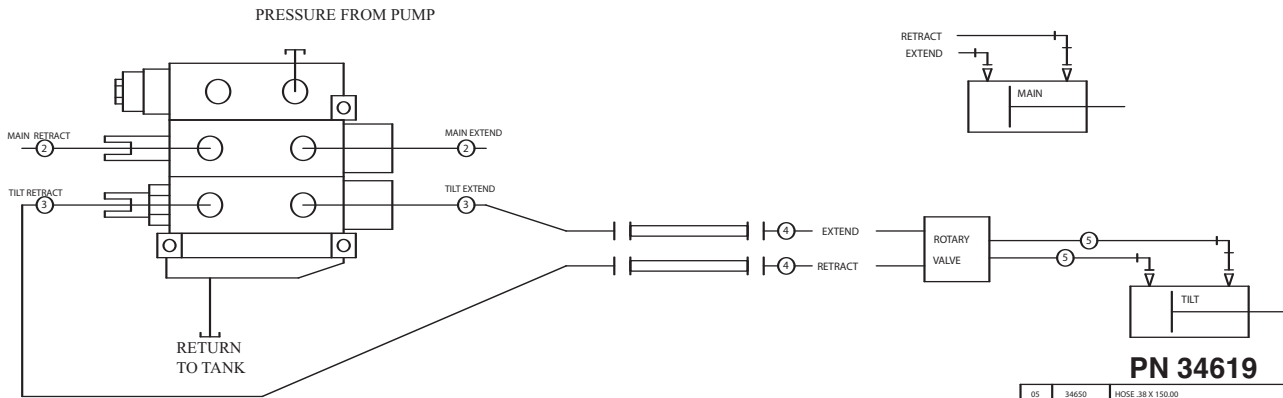 PRESSURE FROM PUMP
RETRACT
EXTEND
MAIN
MAIN RETRACT
2
MAIN EXTEND
2
TILT RETRACT
3
TILT EXTEND
3
4 EXTEND
4 RETRACT
ROTARY
VALVE
5
5
TILT
RETURN
TO TANK
PN 34619
05 34650 HOSE .38 X 150.00